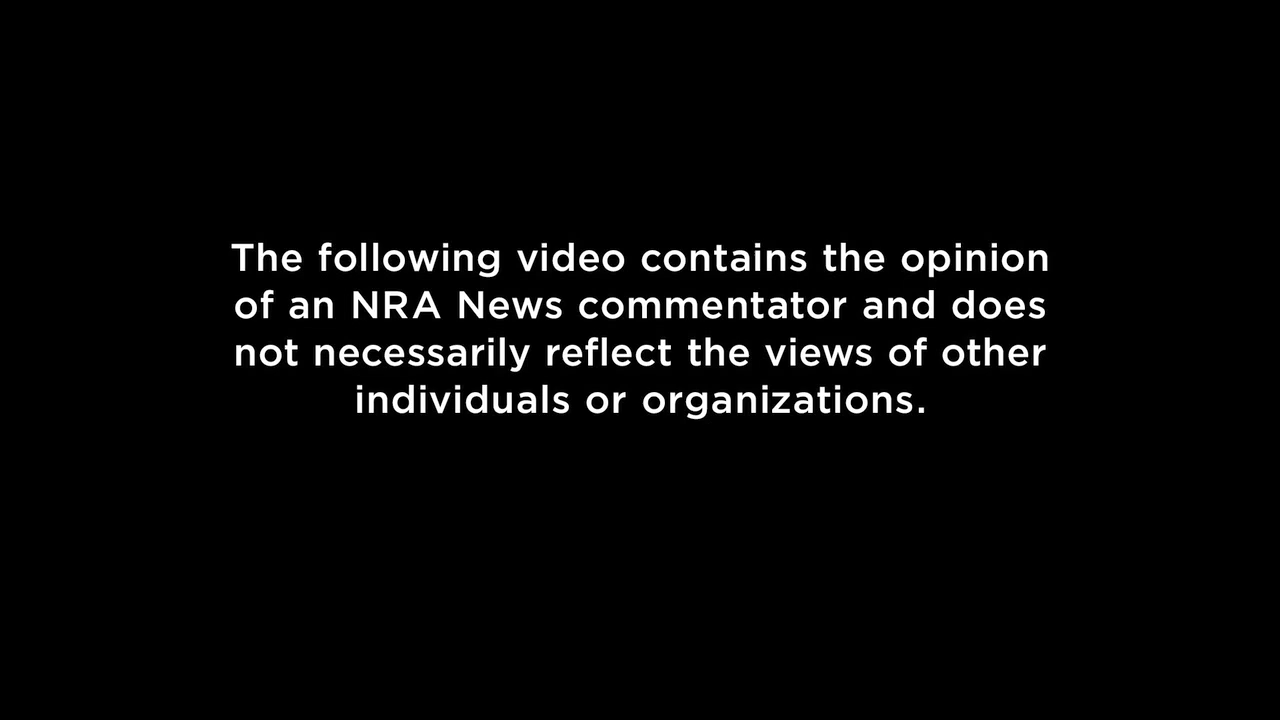 The following video contains the opinion
of an NRA News commentator and does
not necessarily reflect the views of other
individuals or organizations.